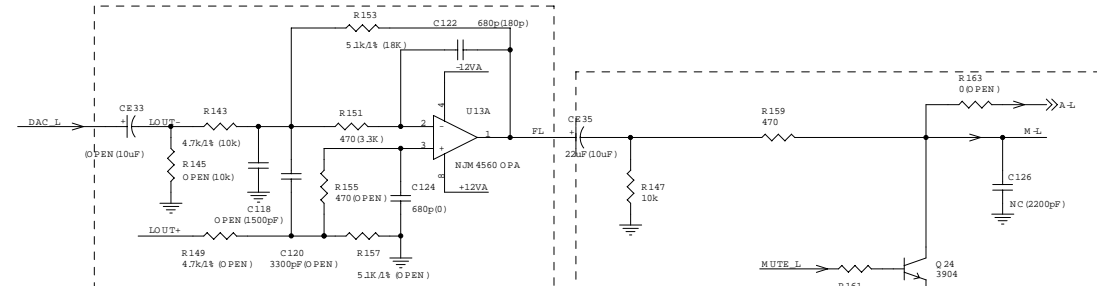 R153
5.1k/1% (18K)
C122
680p(180p)
-12VA
4
U13A
2
-
3
+
1
8
NJM4560 OPA
+12VA
DAC_L
CE33
+
(OPEN(10uF)
LOUT-
R143
4.7k/1% (10k)
R145
OPEN(10k)
C118
OPEN(1500pF)
R151
470(3.3K)
R155
470(OPEN)
C124
680p(0)
LOUT+
R149
4.7k/1% (OPEN)
C120
3300pF(OPEN)
R157
5.1K/1% (OPEN)
FL
+
CE35
22uF(10uF)
R147
10k
R159
470
R163
0(OPEN)
A-L
M-L
C126
NC(2200pF)
MUTE_L
R161
Q24
3904